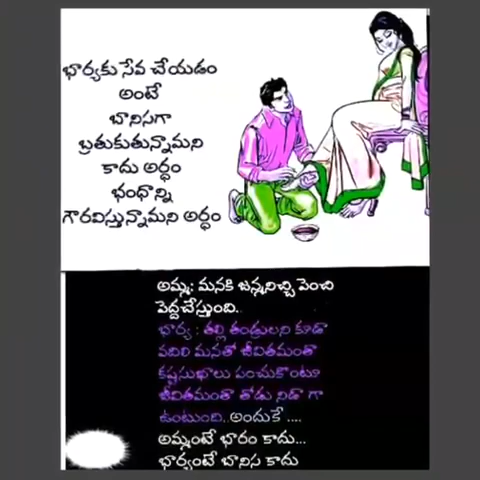 భార్యకు సేవ చేయడం
అంటే
బానిసగా
బ్రతుకుతున్నామని
కాదు అర్ధం
భంధాన్ని
గౌరవిస్తున్నామని అర్ధం
అమ్మ: మనకి జన్మనిచ్చి పెంచి
పెద్దచేస్తుంది..
భార్య : తల్లి తండ్రులని కూడా
వదిలి మనతో జీవితమంతా
కష్టసుఖాలు పంచుకొంటూ
జీవితమంతా తోడు నిడా గా
ఉంటుంది..అందుకే ....
అమ్మంటే భారం కాదు...
భార్యంటే బానిస కాదు